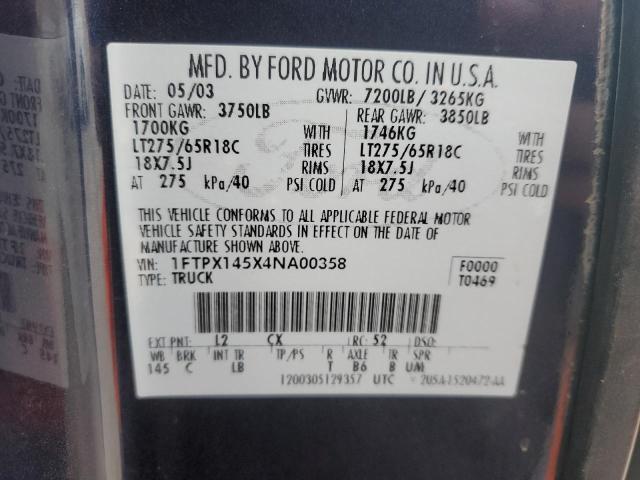 MFD. BY FORD MOTOR CO. IN U.S.A.
DATE: 05/03 GVWR: 7200LB/ 3265KG
FRONT GAWR: 3750LB REAR GAWR: 3850LB
1700KG WITH 1746KG WITH
LT275/65R18C TIRES LT275/65R18C TIRES
18X7.5J RIMS 18X7.5J RIMS
AT 275 kPa/40 PSI COLD AT 275 kPa/40 PSI COLD
THIS VEHICLE CONFORMS TO ALL APPLICABLE FEDERAL MOTOR
VEHICLE SAFETY STANDARDS IN EFFECT ON THE DATE OF
MANUFACTURE SHOWN ABOVE.
VIN: 1FTPX145X4NA00358 F0000
TYPE: TRUCK T0469
EXT PNT: L2 CX RC: 52 DSO:
WB BRK INT TR TP/PS R AXLE TR SPR
145 C LB T B6 B UM
1200305129357 UTC 2U5A-1520472-AA